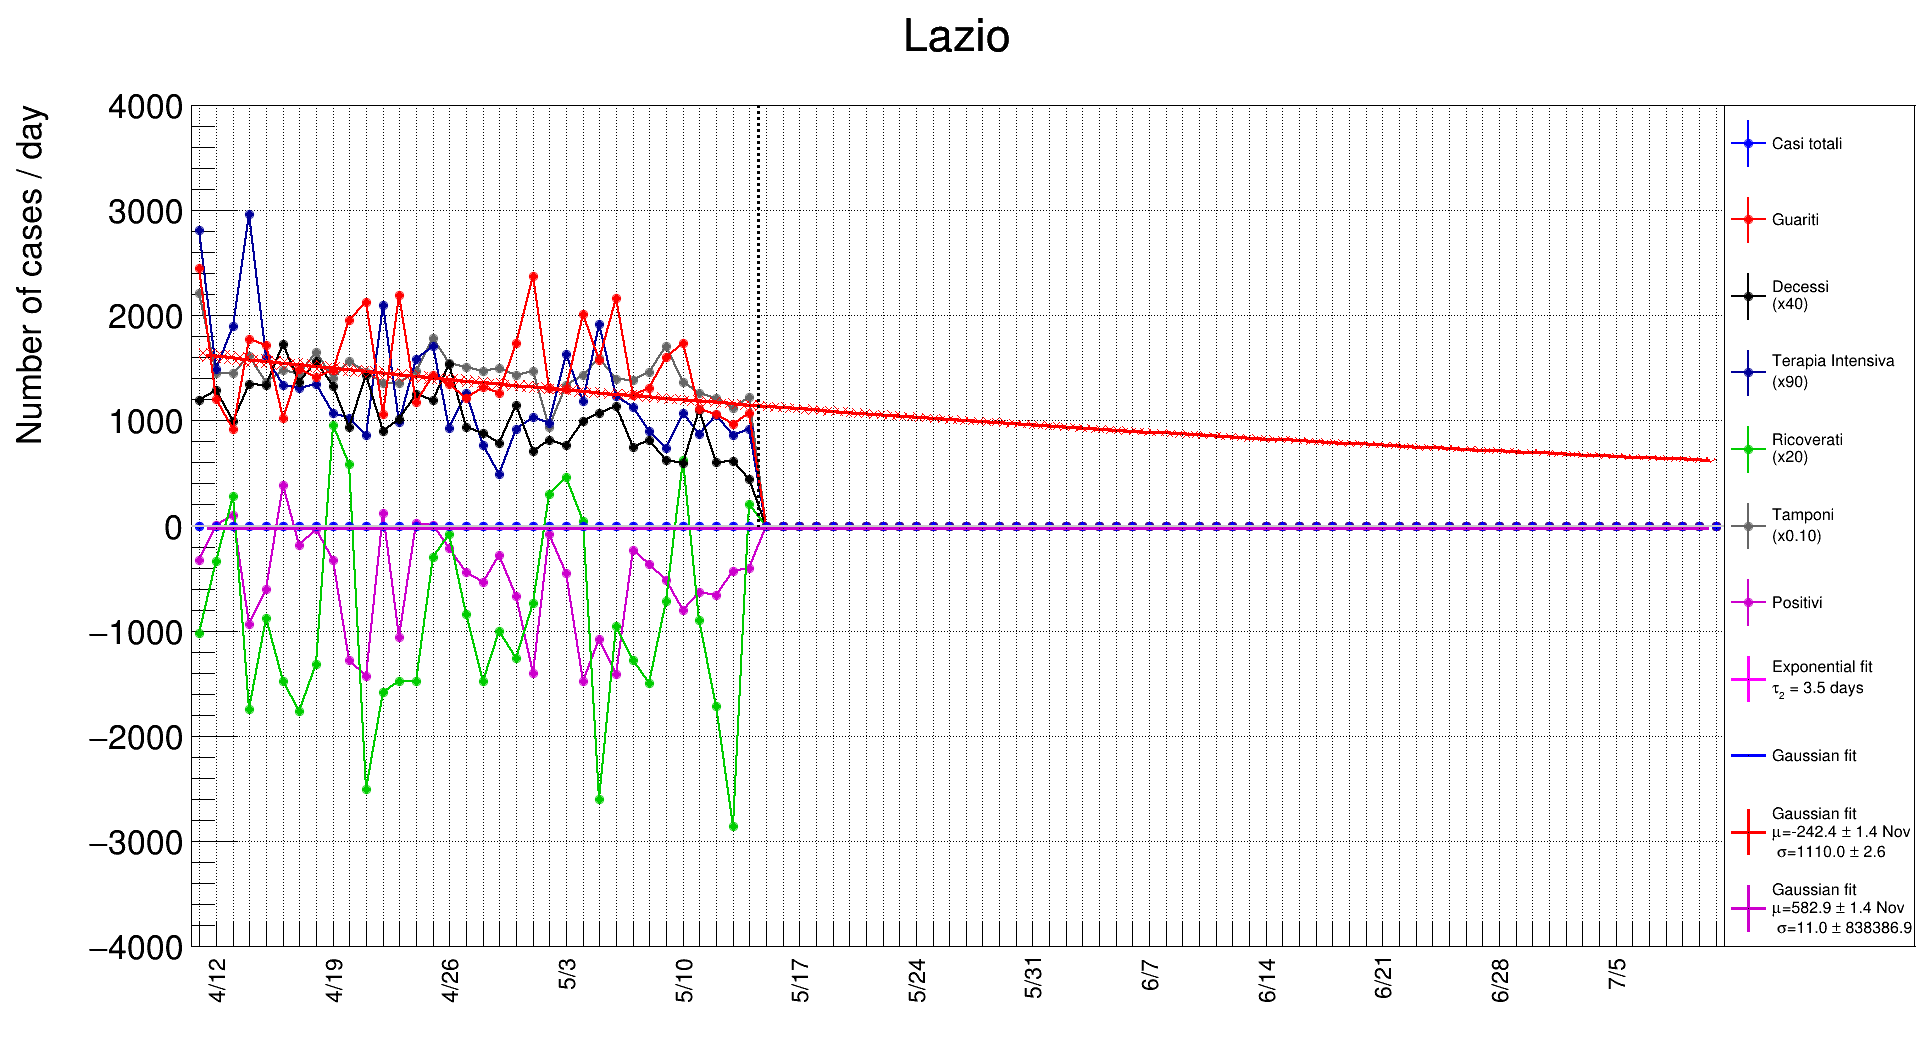 Lazio
Number of cases / day
4000
3000
2000
1000
0
−1000
−2000
−3000
−4000
4/12
4/19
4/26
5/3
5/10
5/17
5/24
5/31
6/7
6/14
6/21
6/28
7/5
Casi totali
Guariti
Decessi
(x40)
Terapia Intensiva
(x90)
Ricoverati
(x20)
Tamponi
(x0.10)
Positivi
Exponential fit
τ2 = 3.5 days
Gaussian fit
Gaussian fit
μ=-242.4 ± 1.4 Nov
σ=1110.0 ± 2.6
Gaussian fit
μ=582.9 ± 1.4 Nov
σ=11.0 ± 838386.9